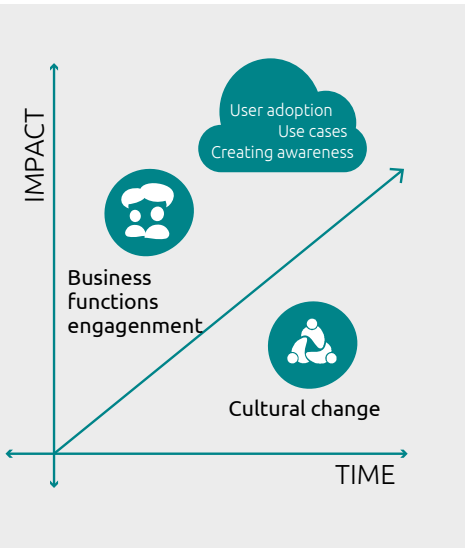 User adoption
Use cases
Creating awareness
IMPACT
Business
functions
engagenment
Cultural change
TIME